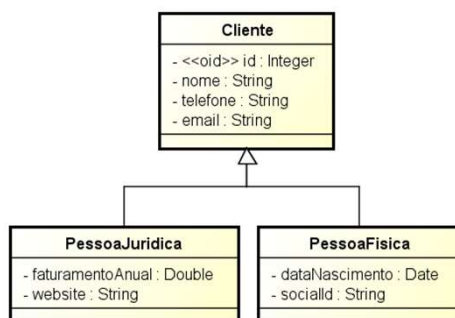 Cliente
- <<oid>> id : Integer
- nome : String
- telefone : String
- email : String
PessoaJuridica
- faturamentoAnual : Double
- website : String
PessoaFisica
- dataNascimento : Date
- socialId : String